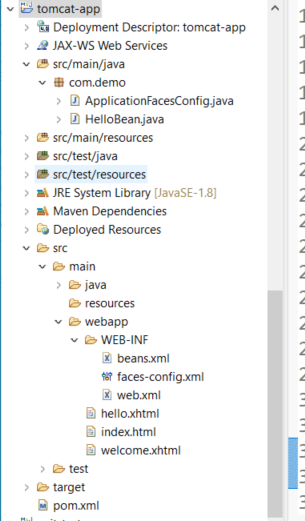 tomcat-app
Deployment Descriptor: tomcat-app
JAX-WS Web Services
src/main/java
com.demo
ApplicationFacesConfig.java
HelloBean.java
src/main/resources
src/test/java
src/test/resources
JRE System Library [JavaSE-1.8]
Maven Dependencies
Deployed Resources
src
main
java
resources
webapp
WEB-INF
beans.xml
faces-config.xml
web.xml
hello.xhtml
index.html
welcome.xhtml
test
target
pom.xml